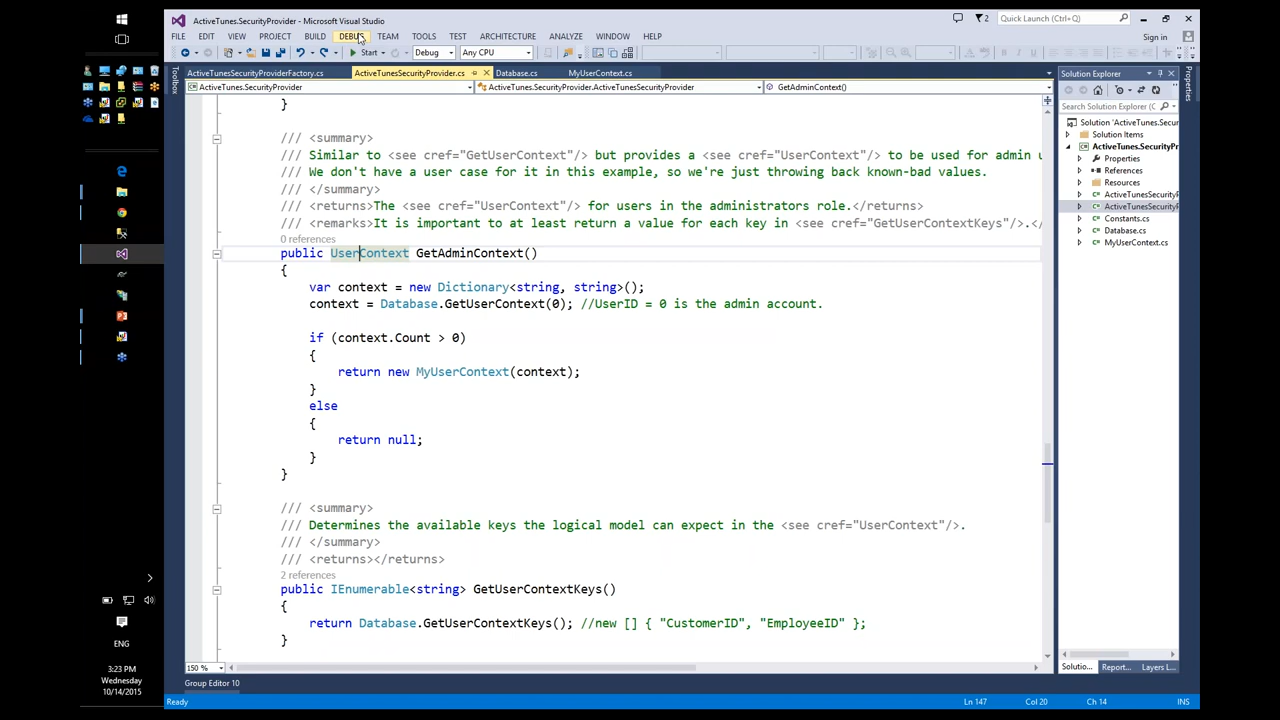 ActiveTunes.SecurityProvider - Microsoft Visual Studio
2
Quick Launch (Ctrl+Q)
FILE EDIT VIEW PROJECT BUILD DEBUG TEAM TOOLS TEST ARCHITECTURE ANALYZE WINDOW HELP
Sign in
Start Debug Any CPU
ActiveTunesSecurityProviderFactory.cs ActiveTunesSecurityProvider.cs Database.cs MyUserContext.cs
ActiveTunes.SecurityProvider ActiveTunes.SecurityProvider.ActiveTunesSecurityProvider GetAdminContext()
Toolbox
}
/// <summary>
/// Similar to <see cref="GetUserContext"/> but provides a <see cref="UserContext"/> to be used for admin u
/// We don't have a user case for it in this example, so we're just throwing back known-bad values.
/// </summary>
/// <returns>The <see cref="UserContext"/> for users in the administrators role.</returns>
/// <remarks>It is important to at least return a value for each key in <see cref="GetUserContextKeys"/>.</
0 references
public UserContext GetAdminContext()
{
var context = new Dictionary<string, string>();
context = Database.GetUserContext(0); //UserID = 0 is the admin account.
if (context.Count > 0)
{
return new MyUserContext(context);
}
else
{
return null;
}
}
/// <summary>
/// Determines the available keys the logical model can expect in the <see cref="UserContext"/>.
/// </summary>
/// <returns></returns>
2 references
public IEnumerable<string> GetUserContextKeys()
{
return Database.GetUserContextKeys(); //new [] { "CustomerID", "EmployeeID" };
}
150 %
Group Editor 10
Ready
Ln 147 Col 20 Ch 14 INS
Solution Explorer
Search Solution Explorer (Ctrl+
Solution 'ActiveTunes.Secur
Solution Items
ActiveTunes.SecurityPr
Properties
References
Resources
ActiveTunesSecurityP
ActiveTunesSecurityP
Constants.cs
Database.cs
MyUserContext.cs
Solutio... Report... Layers L...
Properties
ENG
3:23 PM
Wednesday
10/14/2015